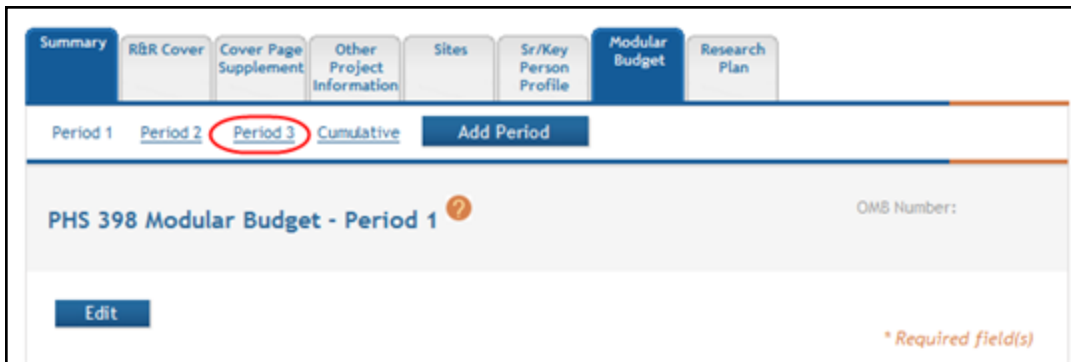 Summary
R&R Cover
Cover Page
Supplement
Other
Project
Information
Sites
Sr/Key
Person
Profile
Modular
Budget
Research
Plan
Period 1 Period 2 Period 3 Cumulative Add Period
PHS 398 Modular Budget - Period 1 ?
OMB Number:
Edit
* Required field(s)